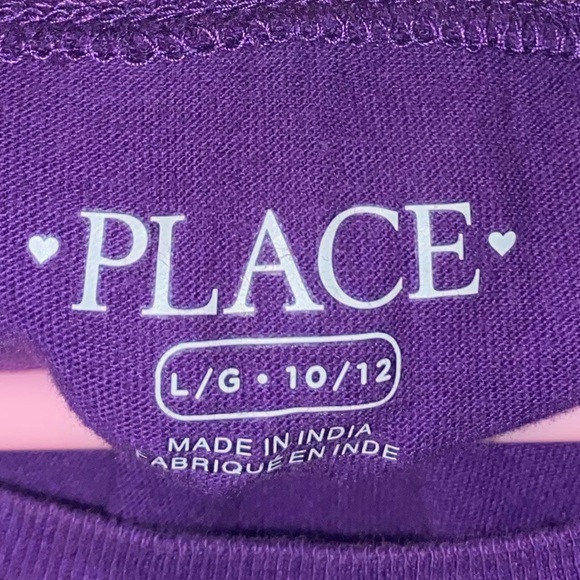 PLACE
L/G • 10/12
MADE IN INDIA
FABRIQUÉ EN INDE